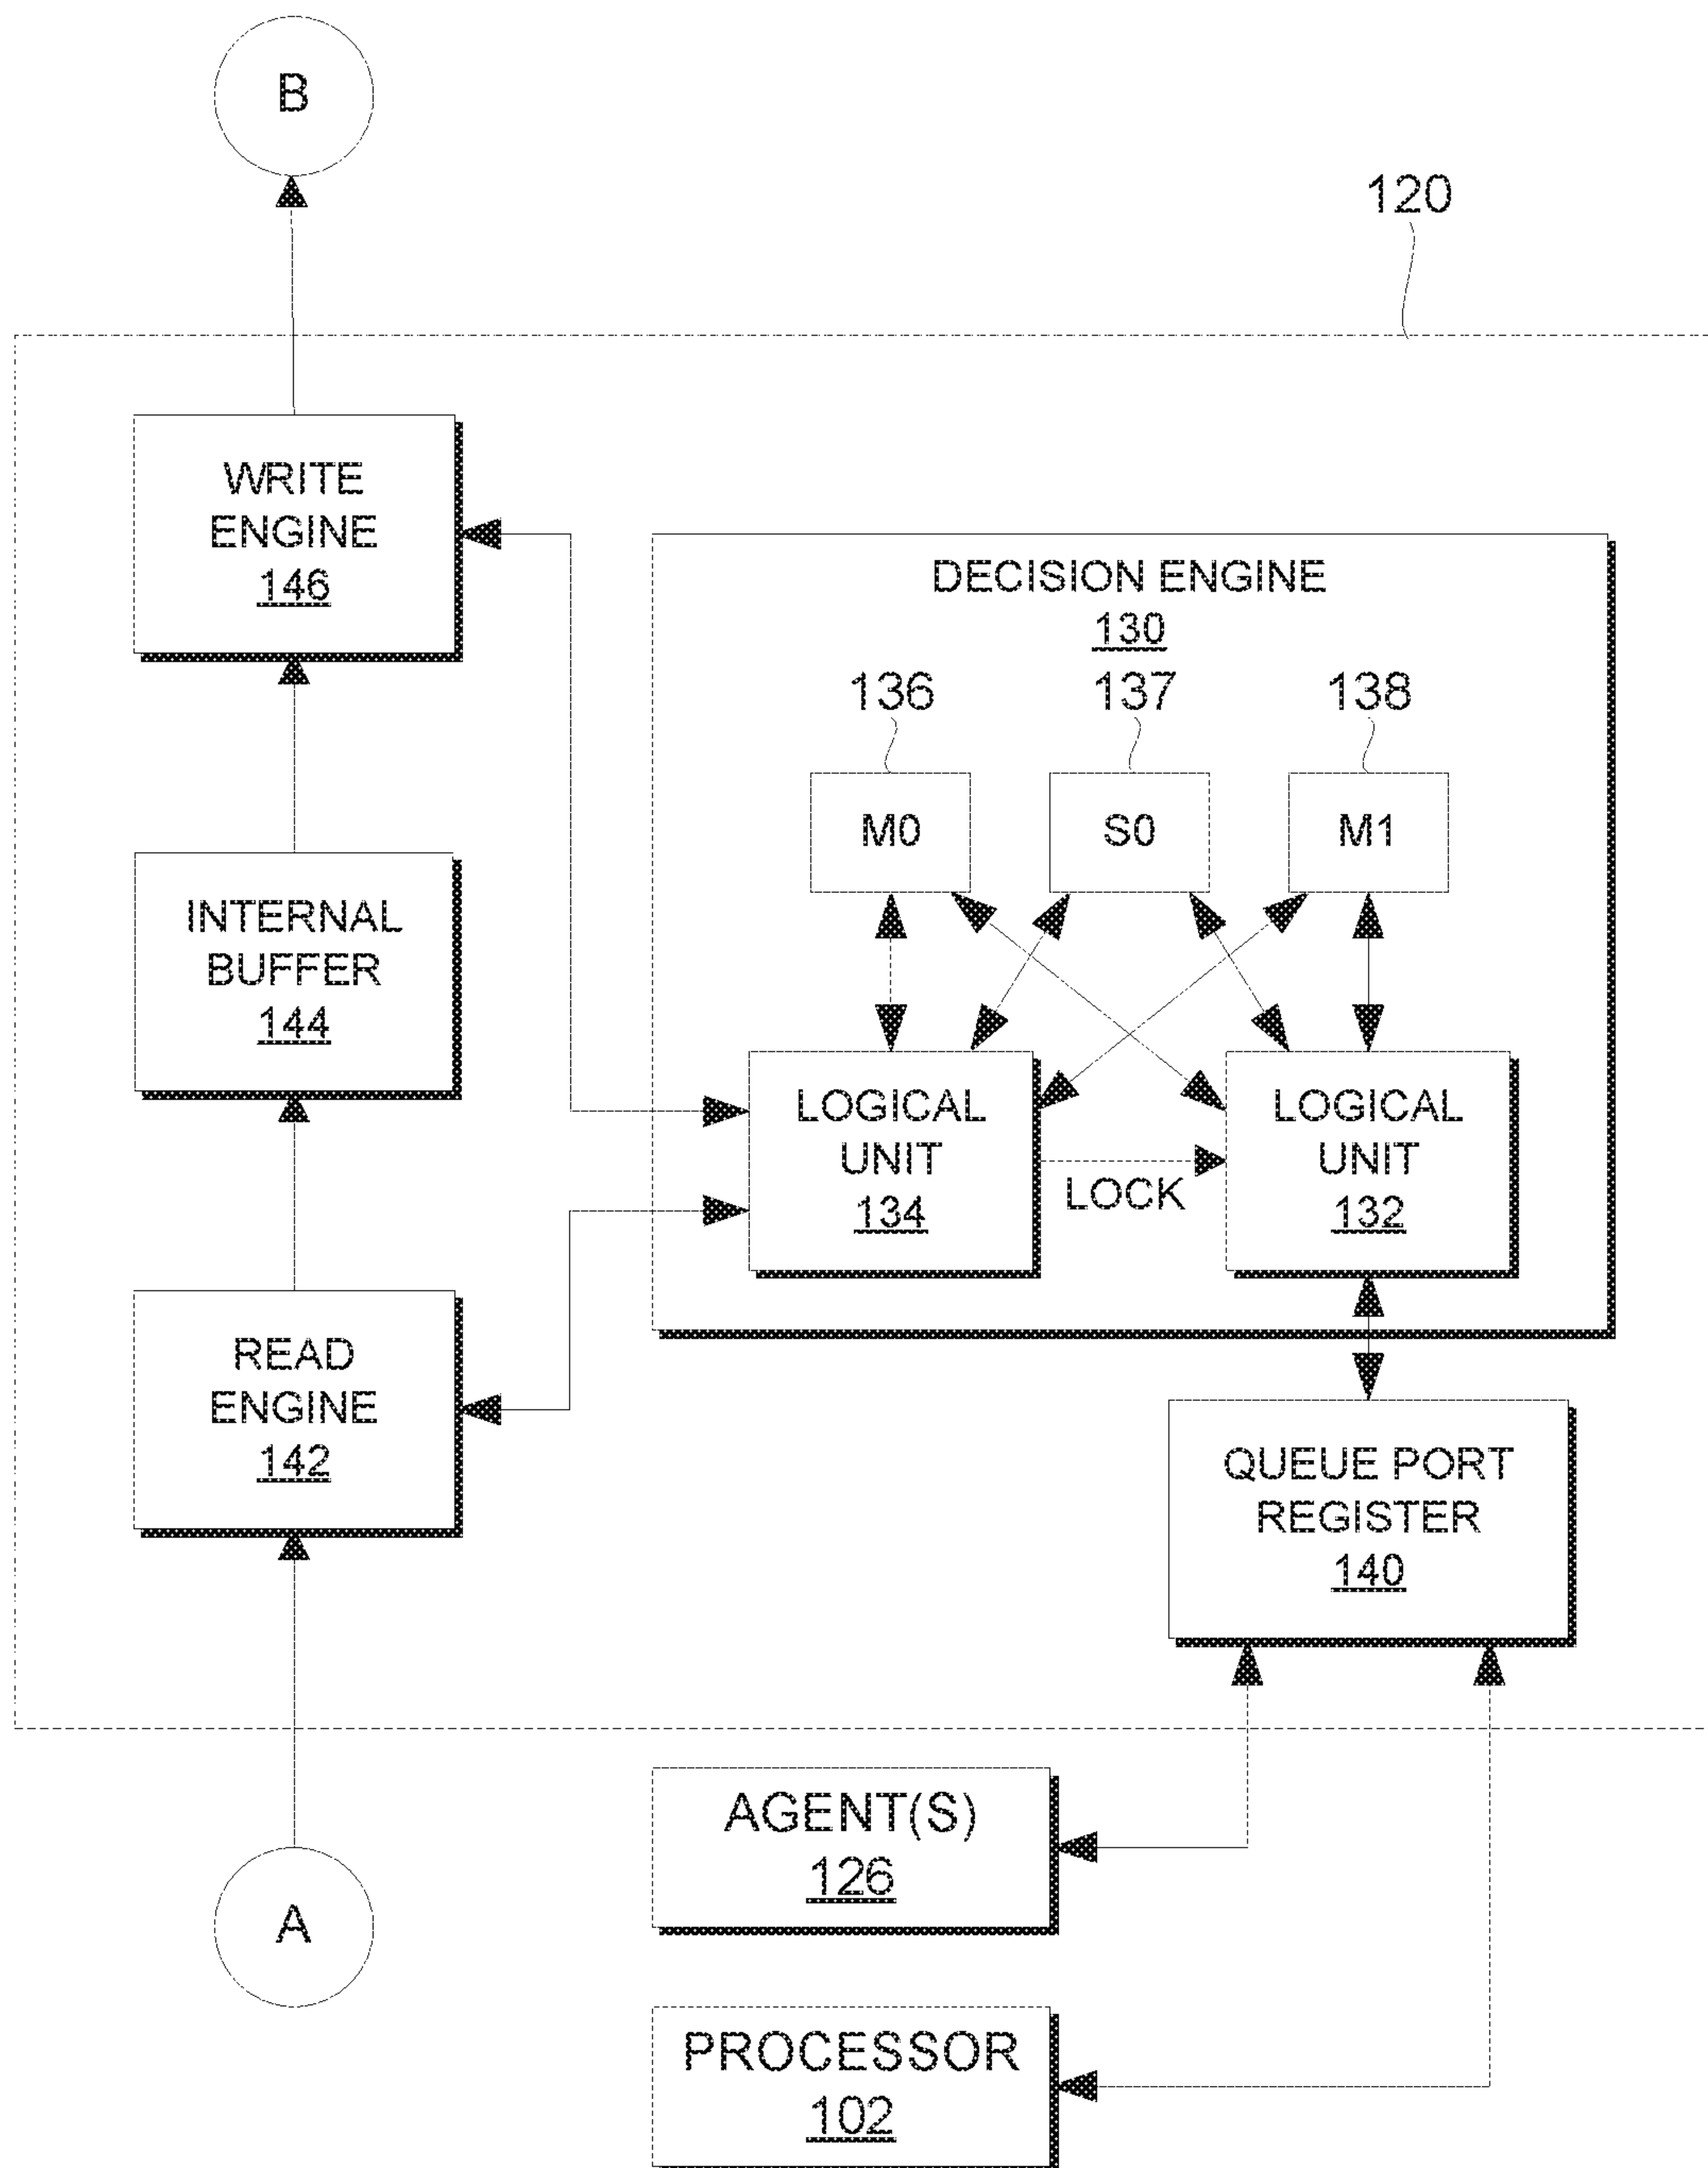 B
120
WRITE
ENGINE
146
DECISION ENGINE
130
136
137
138
M0
S0
M1
INTERNAL
BUFFER
144
LOGICAL
UNIT
134
LOCK
LOGICAL
UNIT
132
READ
ENGINE
142
QUEUE PORT
REGISTER
140
AGENT(S)
126
A
PROCESSOR
102